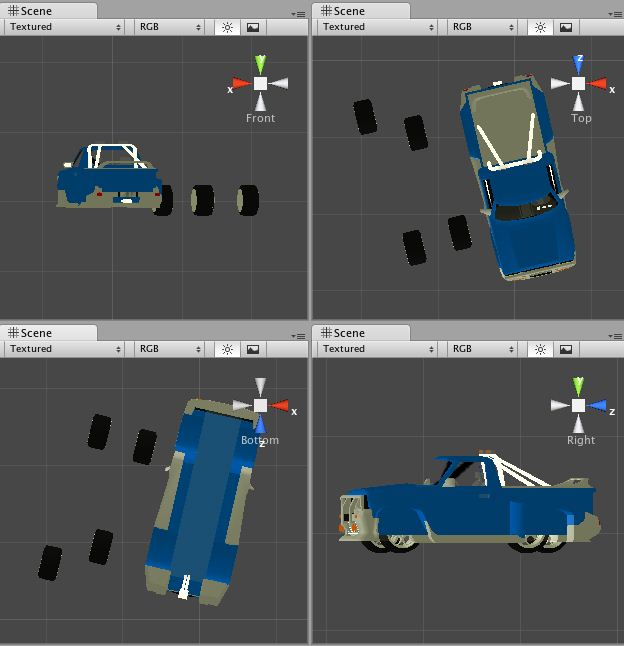 Scene
Textured RGB
y
x
Front
Scene
Textured RGB
z
x
Top
Scene
Textured RGB
x
Bottom
z
Scene
Textured RGB
y
z
Right